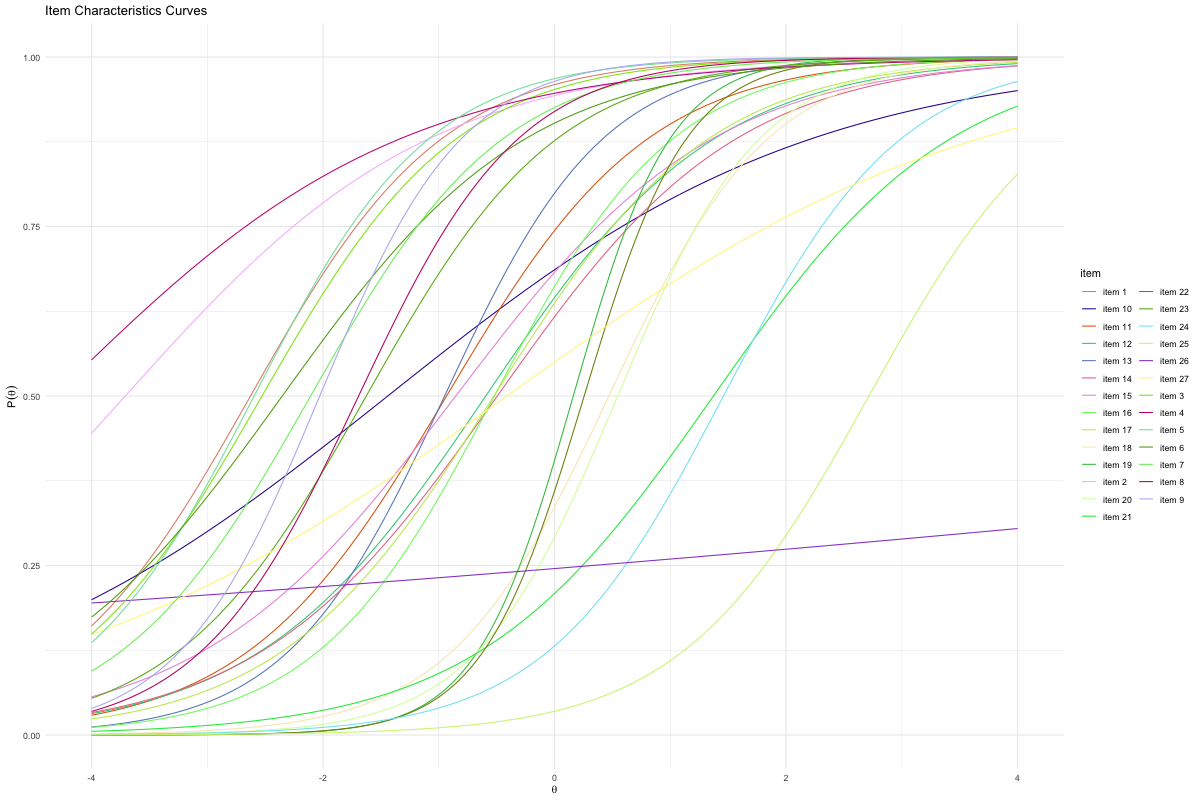 Item Characteristics Curves
1.00
0.75
0.50
0.25
0.00
P(θ)
-4
-2
0
2
4
θ
item
item 1 item 22
item 10 item 23
item 11 item 24
item 12 item 25
item 13 item 26
item 14 item 27
item 15 item 3
item 16 item 4
item 17 item 5
item 18 item 6
item 19 item 7
item 2 item 8
item 20 item 9
item 21